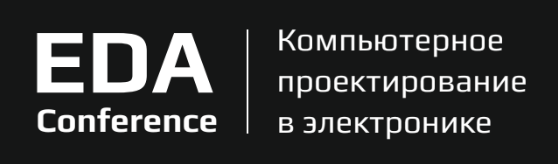 EDA
Conference
Компьютерное
проектирование
в электронике